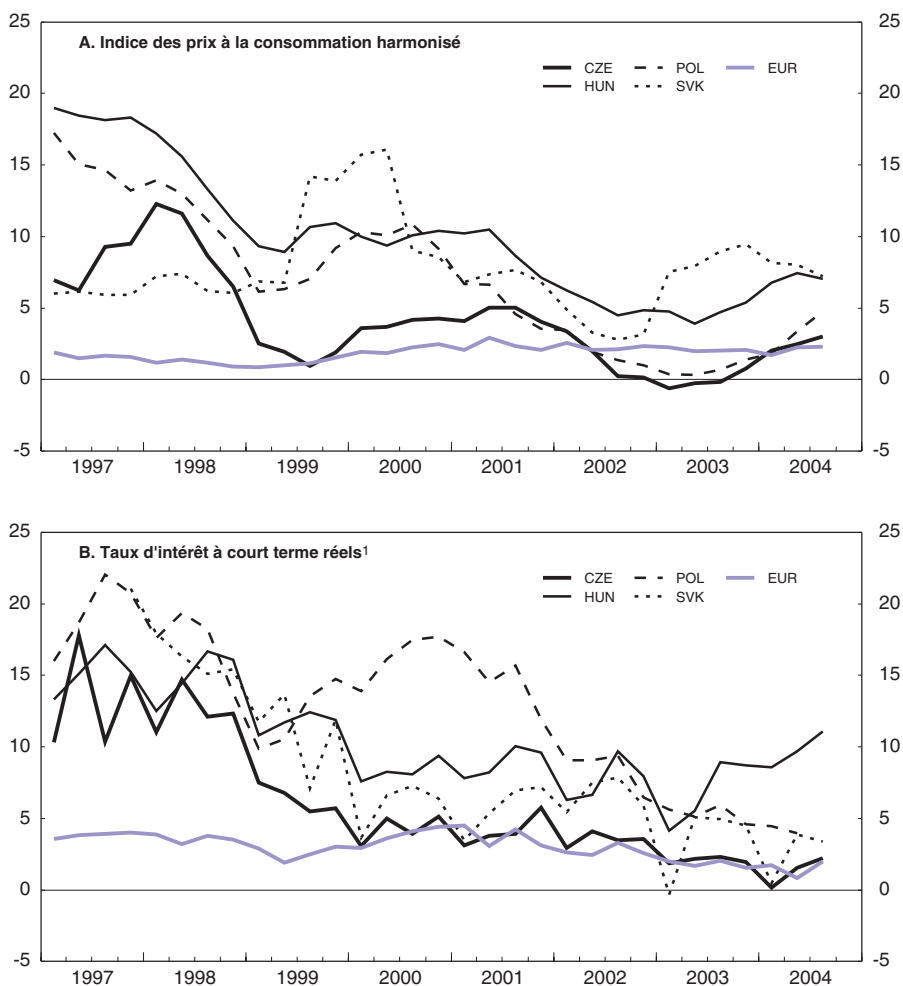 A. Indice des prix à la consommation harmonisé
CZE POL EUR
HUN SVK
25 25
20 20
15 15
10 10
5 5
0 0
-5 -5
1997 1998 1999 2000 2001 2002 2003 2004
B. Taux d'intérêt à court terme réels1
CZE POL EUR
HUN SVK
25 25
20 20
15 15
10 10
5 5
0 0
-5 -5
1997 1998 1999 2000 2001 2002 2003 2004